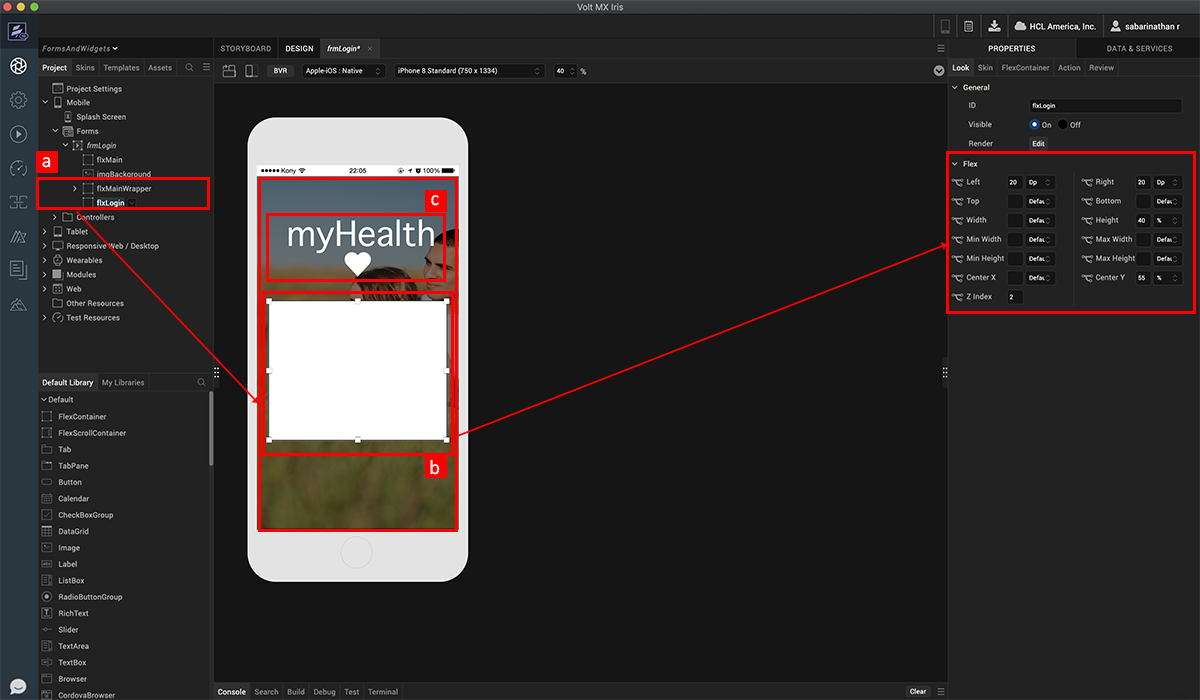 Volt MX Iris
HCL America, Inc.
sabarinathan r
FormsAndWidgets
STORYBOARD DESIGN frmLogin* ×
PROPERTIES DATA & SERVICES
Project Skins Templates Assets
BVR Apple-iOS : Native iPhone 8 Standard (750 x 1334) 40 %
Look Skin FlexContainer Action Review
Project Settings
Mobile
Splash Screen
Forms
frmLogin
flxMain
imgBackground
flxMainWrapper
flxLogin
Controllers
Tablet
Responsive Web / Desktop
Wearables
Modules
Web
Other Resources
Test Resources
a
Default Library My Libraries
Default
FlexContainer
FlexScrollContainer
Tab
TabPane
Button
Calendar
CheckBoxGroup
DataGrid
Image
Label
ListBox
RadioButtonGroup
RichText
Slider
TextArea
TextBox
Browser
CordovaBrowser
Kony 22:05 100%
c
myHealth
b
General
ID flxLogin
Visible On Off
Render Edit
Flex
Left 20 Dp Right 20 Dp
Top Defau Bottom Defau
Width Defau Height 40 %
Min Width Defau Max Width Defau
Min Height Defau Max Height Defau
Center X Defau Center Y 55 %
Z Index 2
Console Search Build Debug Test Terminal
Clear